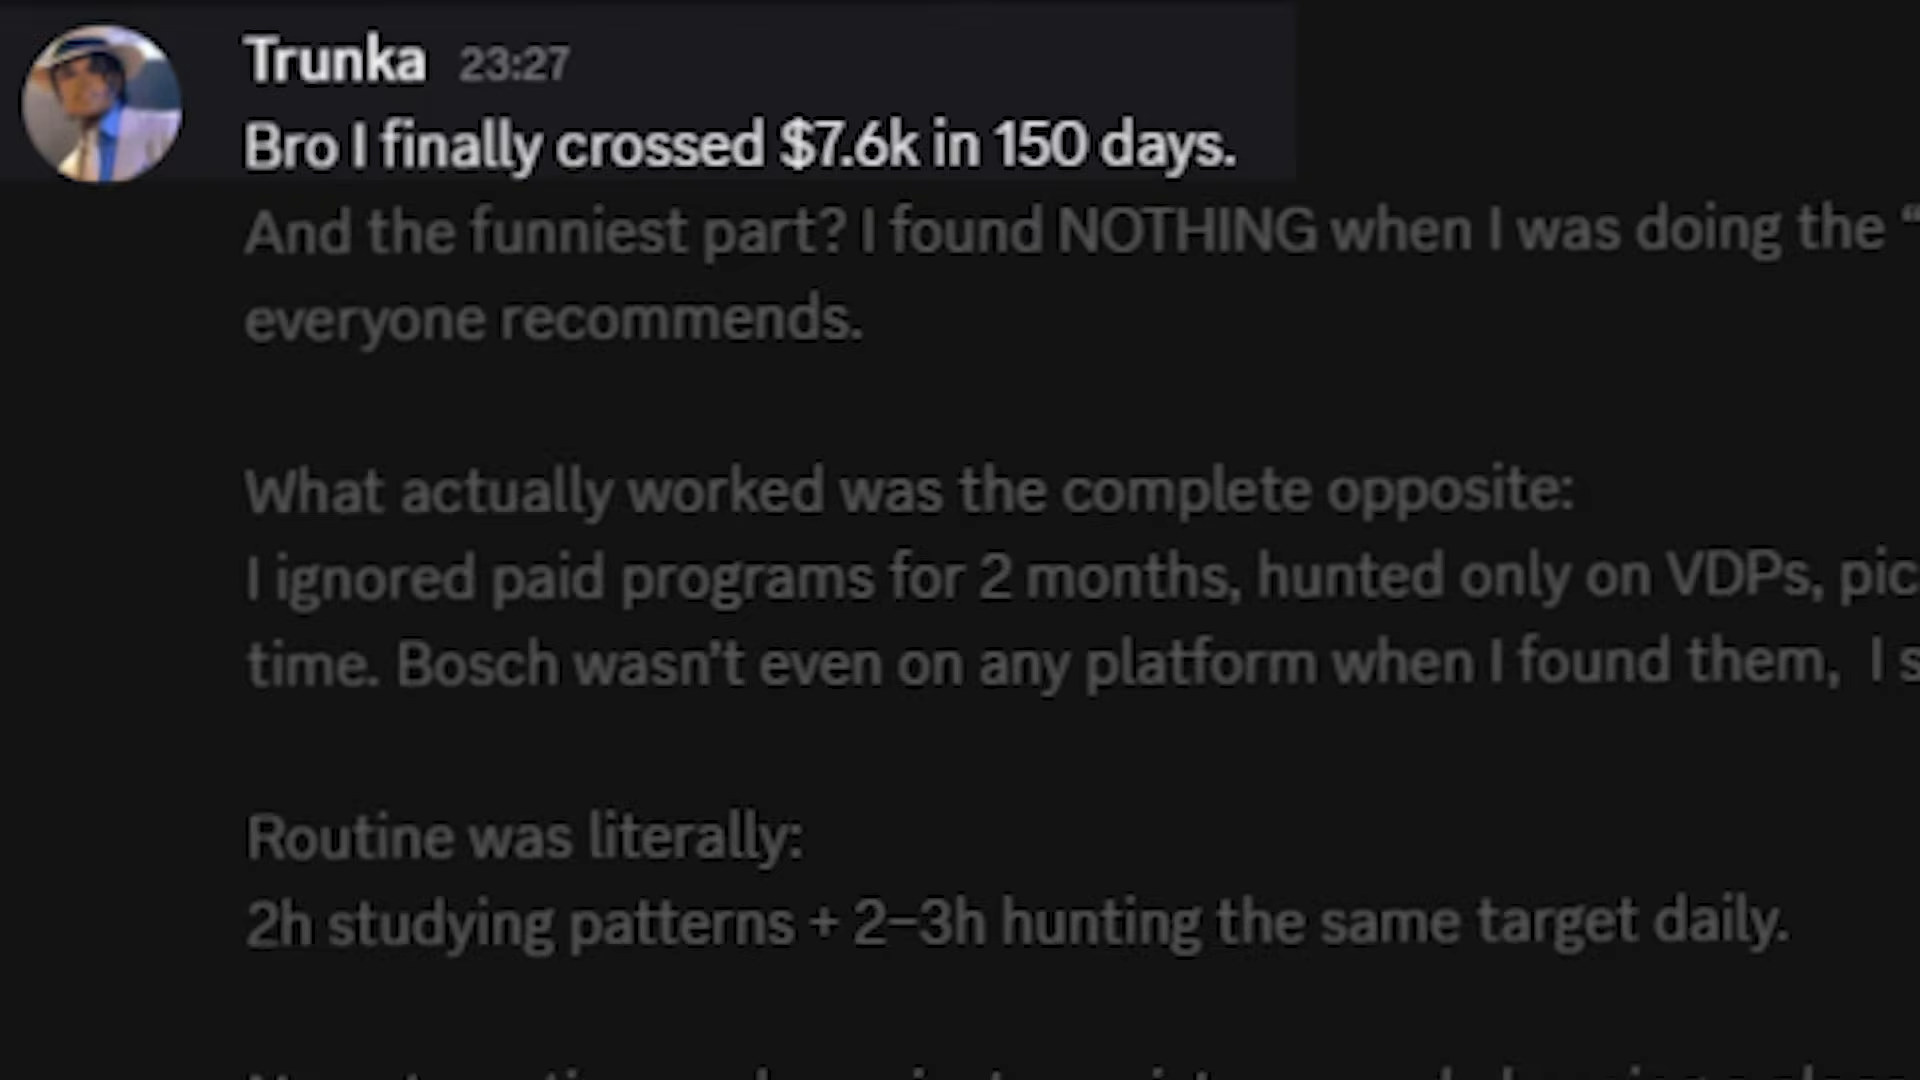 Trunka 23:27
Bro I finally crossed $7.6k in 150 days.
And the funniest part? I found NOTHING when I was doing the “
everyone recommends.
What actually worked was the complete opposite:
I ignored paid programs for 2 months, hunted only on VDPs, pic
time. Bosch wasn’t even on any platform when I found them, I s
Routine was literally:
2h studying patterns + 2–3h hunting the same target daily.